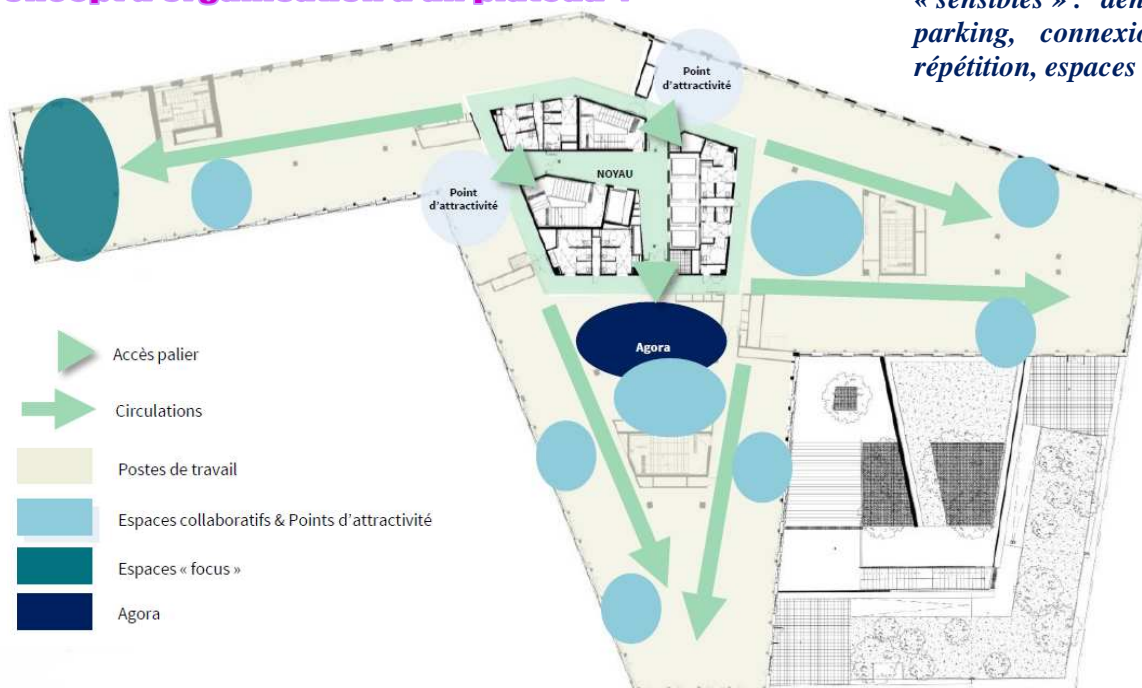 « sensibles » :
parking, connexio
répétition, espaces
Point
d'attractivité
NOYAU
Point
d'attractivité
Agora
Accès palier
Circulations
Postes de travail
Espaces collaboratifs & Points d'attractivité
Espaces « focus »
Agora